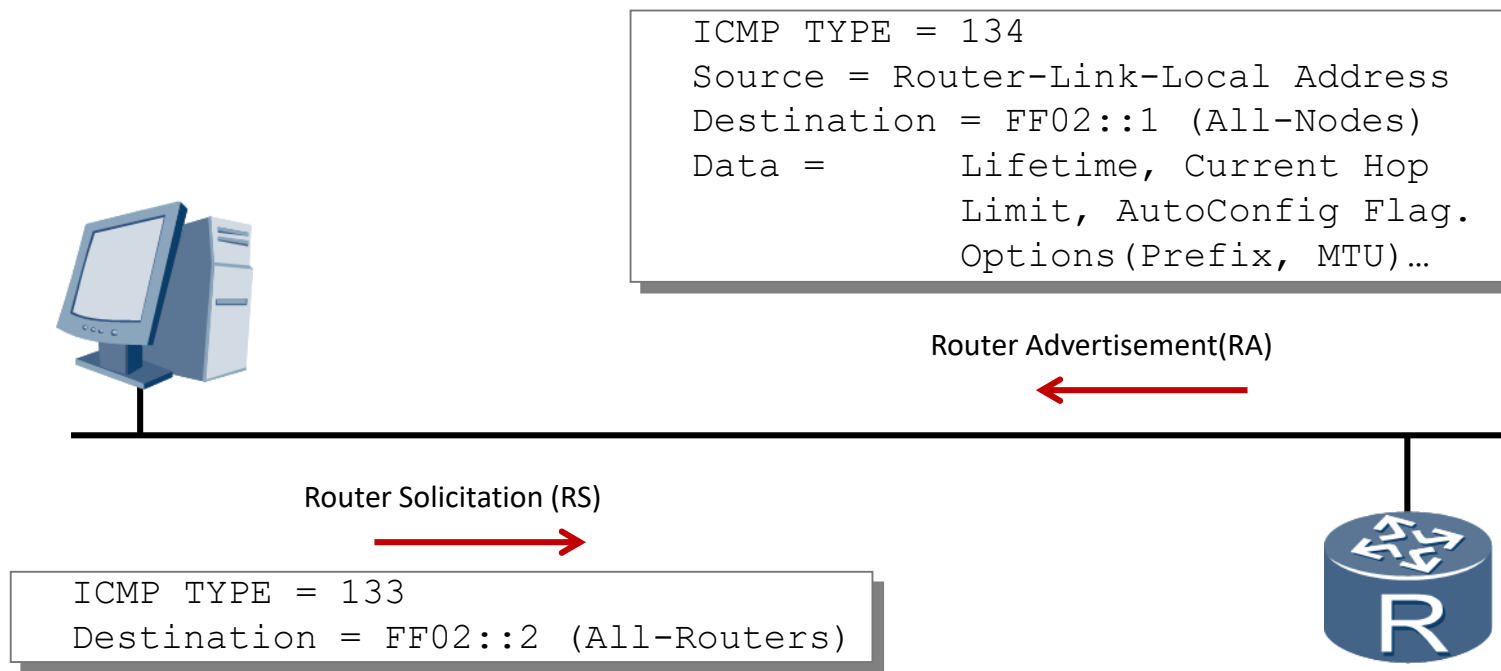 ICMP TYPE = 134
Source = Router-Link-Local Address
Destination = FF02::1 (All-Nodes)
Data = Lifetime, Current Hop
Limit, AutoConfig Flag.
Options(Prefix, MTU)…
Router Advertisement(RA)
Router Solicitation (RS)
ICMP TYPE = 133
Destination = FF02::2 (All-Routers)
R